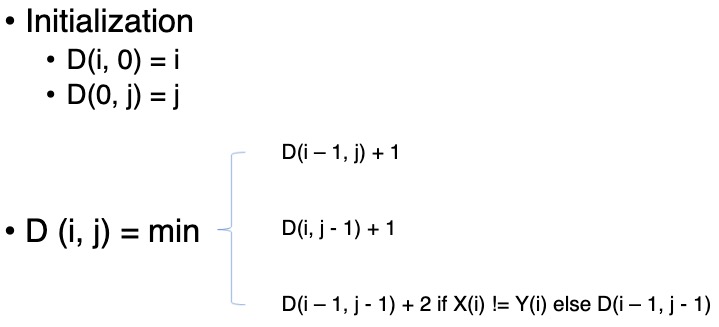 • Initialization
• D(i, 0) = i
• D(0, j) = j
D(i – 1, j) + 1
• D (i, j) = min
D(i, j - 1) + 1
D(i – 1, j - 1) + 2 if X(i) != Y(i) else D(i – 1, j - 1)